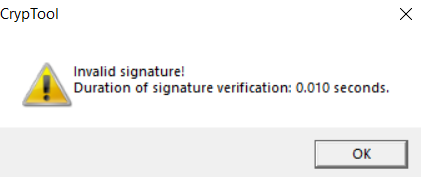 CrypTool
Invalid signature!
Duration of signature verification: 0.010 seconds.
OK